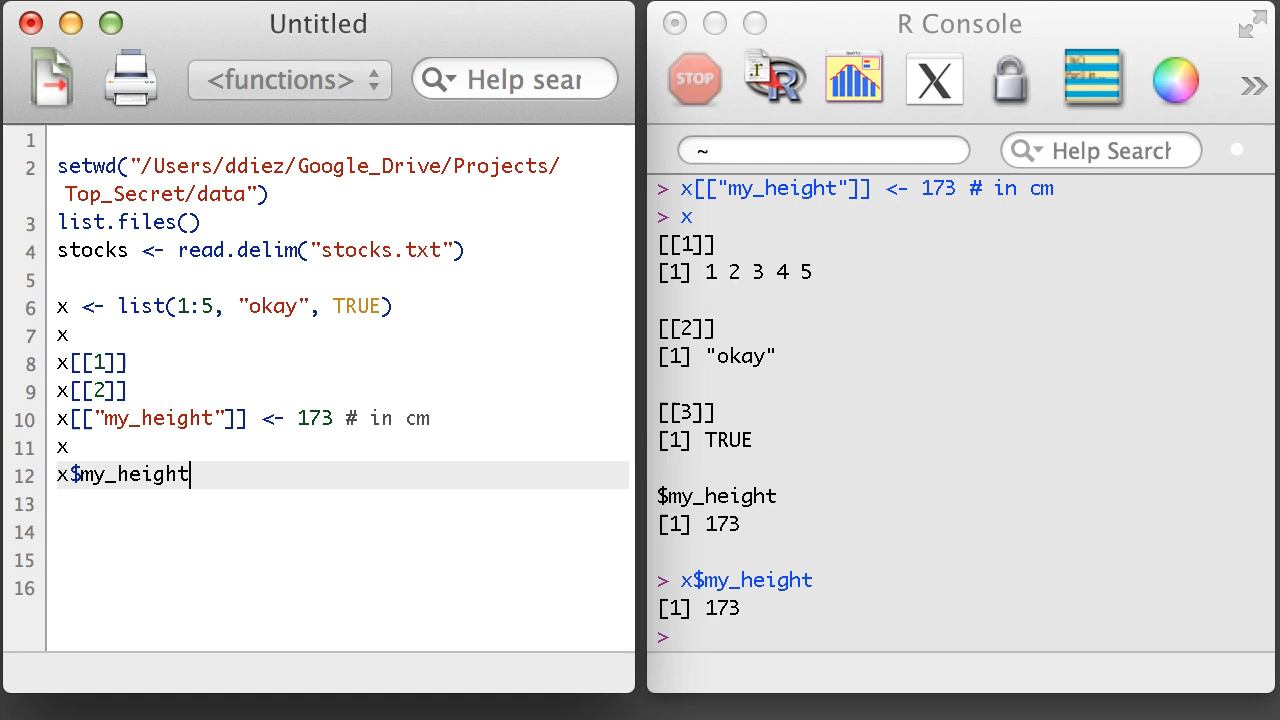 Untitled
<functions>
Help sear
1
2 setwd("/Users/ddiez/Google_Drive/Projects/
Top_Secret/data")
3 list.files()
4 stocks <- read.delim("stocks.txt")
5
6 x <- list(1:5, "okay", TRUE)
7 x
8 x[[1]]
9 x[[2]]
10 x[["my_height"]] <- 173 # in cm
11 x
12 x$my_height
13
14
15
16
R Console
STOP
R
X
~
Help Search
> x[["my_height"]] <- 173 # in cm
> x
[[1]]
[1] 1 2 3 4 5
[[2]]
[1] "okay"
[[3]]
[1] TRUE
$my_height
[1] 173
> x$my_height
[1] 173
>